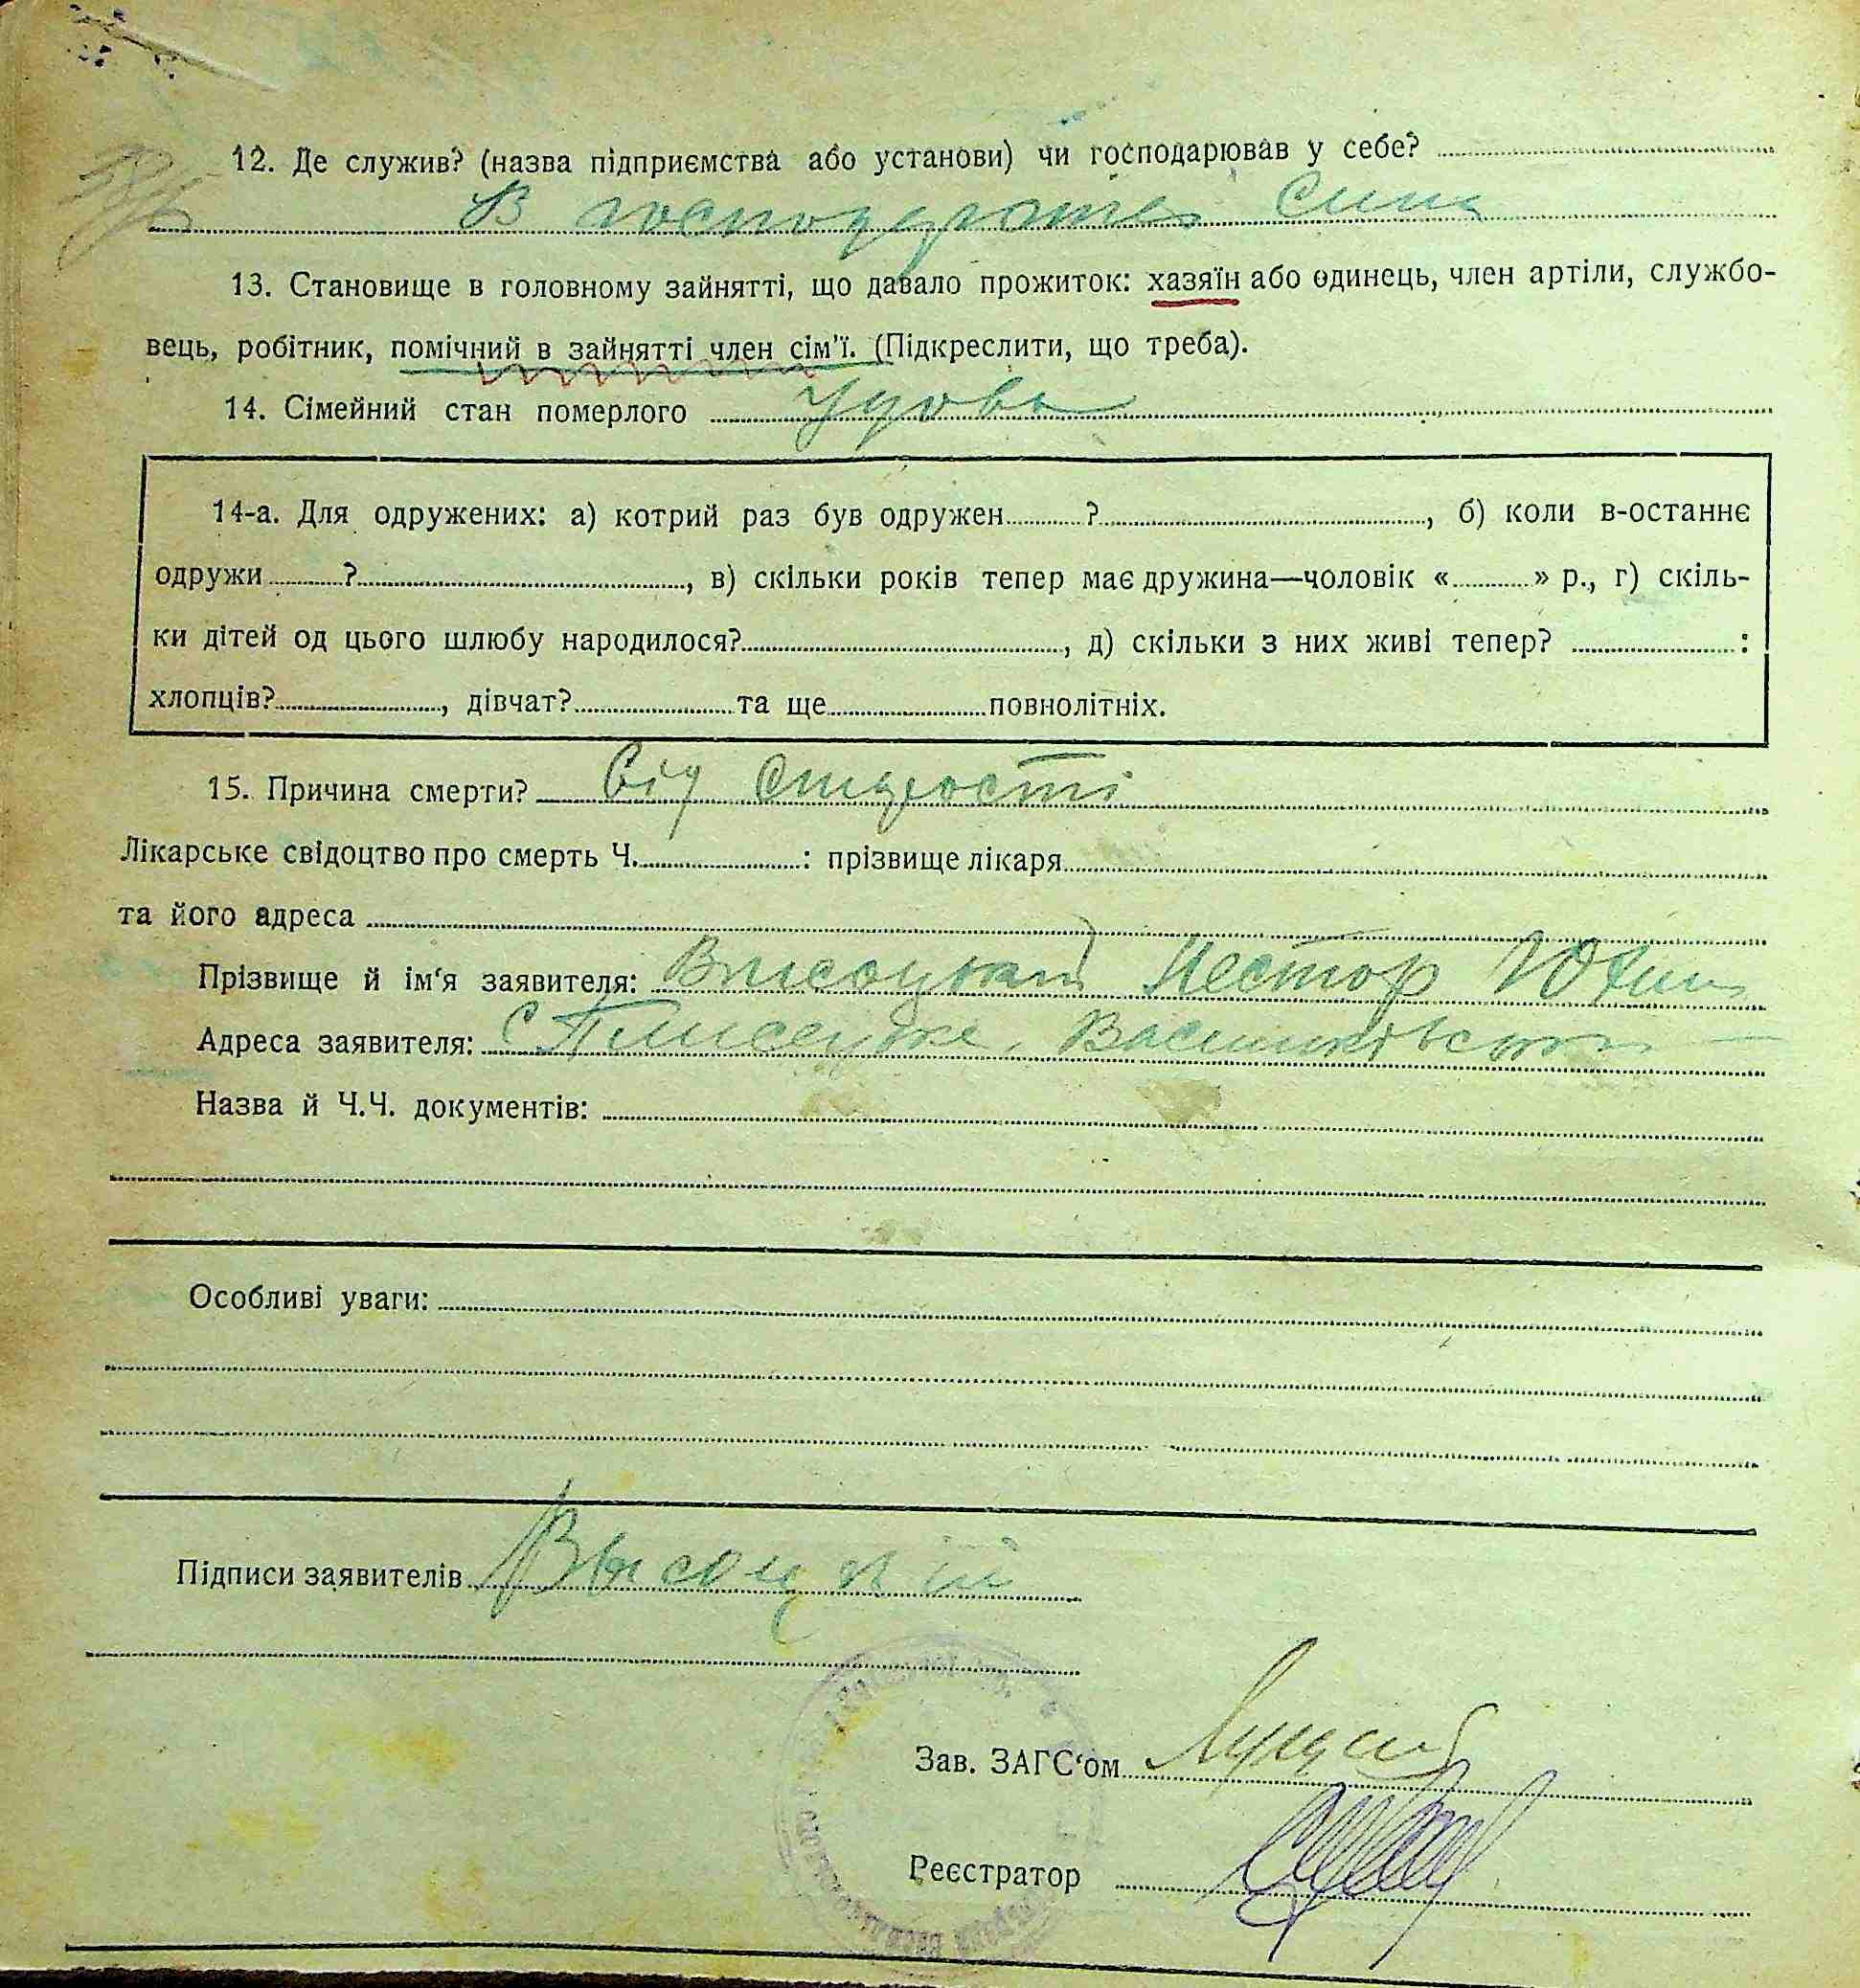 12. Де служив? (назва підприємства або установи) чи господарював у себе?
В господарстві Сина
13. Становище в головному зайнятті, що давало прожиток: хазяїн або одинець, член артіли, службо-
вець, робітник, помічний в зайнятті член сім'ї. (Підкреслити, що треба).
14. Сімейний стан померлого Удова
14-а. Для одружених: а) котрий раз був одружен ? , б) коли в-останнє
одружи ? , в) скільки років тепер має дружина—чоловік « » р., г) скіль-
ки дітей од цього шлюбу народилося? , д) скільки з них живі тепер? :
хлопців? , дівчат? та ще повнолітніх.
15. Причина смерти? Від Старості
Лікарське свідоцтво про смерть Ч. : прізвище лікаря
та його адреса
Прізвище й ім'я заявителя: Висоцький Нестор
Адреса заявителя: С Плисецьке,
Назва й Ч.Ч. документів:
Особливі уваги:
Підписи заявителів Высоцкий
Зав. ЗАГС'ом
Реєстратор